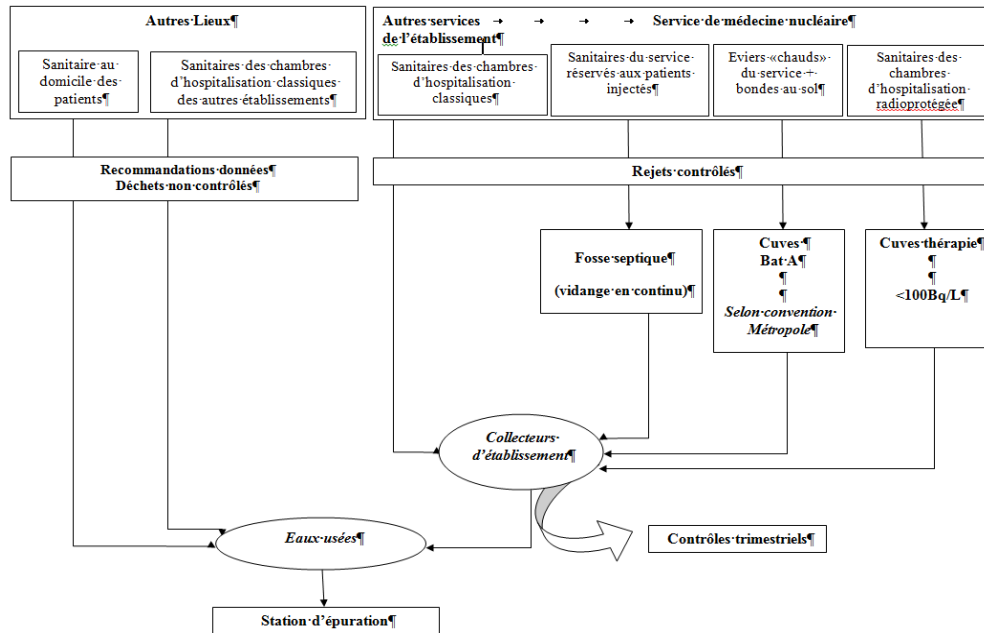 Autres Lieux¶
Sanitaire au
domicile des
patients¶
Sanitaires des chambres
d’hospitalisation classiques
des autres établissements¶
Autres services → → → → Service de médecine nucléaire¶
de l’établissement¶
Sanitaires des chambres
d’hospitalisation
classiques¶
Sanitaires du service
réservés aux patients
injectés¶
Eviers «chauds»
du service +
bondes au sol¶
Sanitaires des
chambres
d’hospitalisation
radioprotégée¶
Recommandations données¶
Déchets non contrôlés¶
Rejets contrôlés¶
Fosse septique¶
(vidange en continu)¶
Cuves ¶
Bat A¶
¶
¶
Selon convention
Métropole¶
Cuves thérapie¶
¶
¶
<100Bq/L¶
Collecteurs
d’établissement¶
Eaux usées¶
Contrôles trimestriels¶
Station d’épuration¶